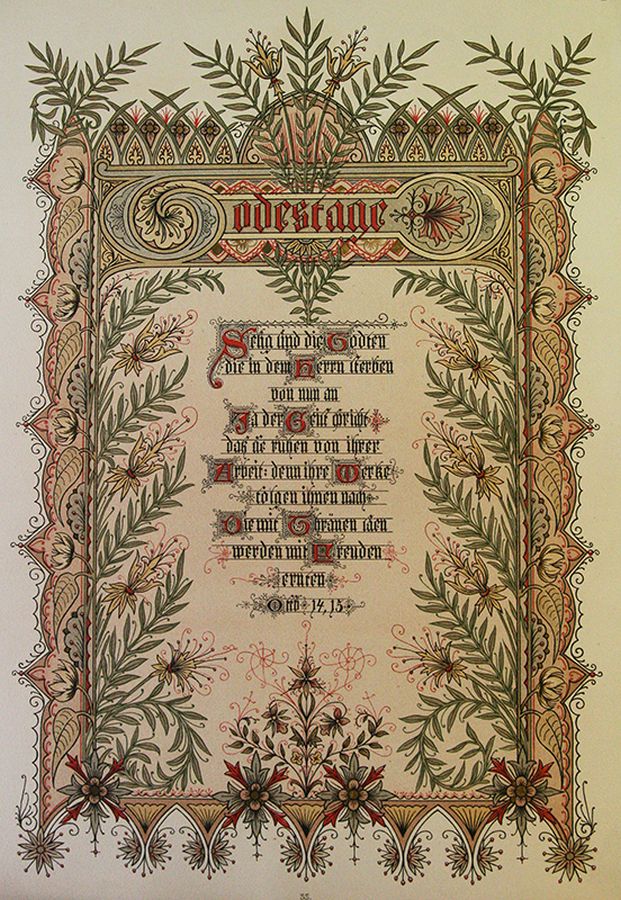 Todestage
Selig sind die Todten
die in dem Herrn sterben
von nun an
Ja der Geist spricht
daß sie ruhen von ihrer
Arbeit: denn ihre Werke
folgen ihnen nach
Die mit Thränen säen
werden mit Freuden
ernten
Offb · 14, 13
33.